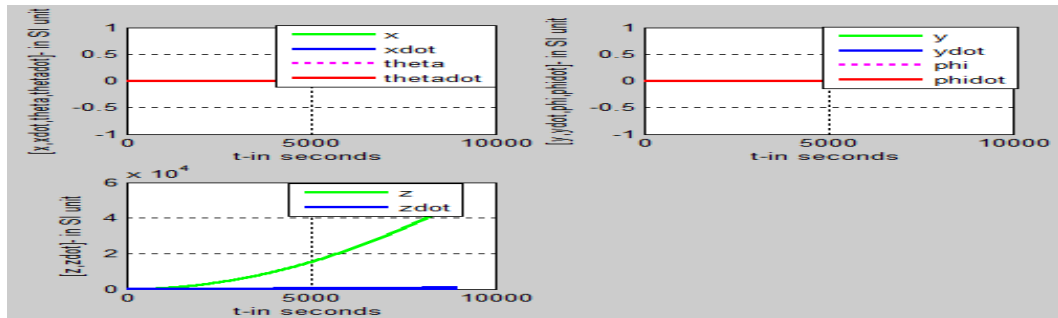 [x,xdot,theta,thetadot]- in SI unit
1
0.5
0
-0.5
-1
0
5000
10000
t-in seconds
x
xdot
theta
thetadot
[y,ydot,phi,phidot]- in SI unit
1
0.5
0
-0.5
-1
0
5000
10000
t-in seconds
y
ydot
phi
phidot
[z,zdot]- in SI unit
x 10^4
6
4
2
0
0
5000
10000
t-in seconds
z
zdot